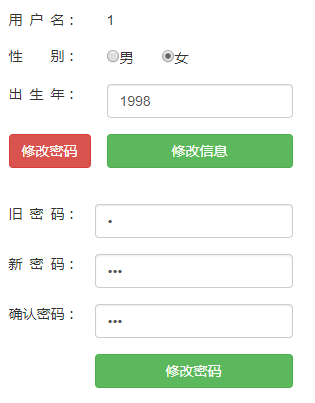 用 户 名： 1
性 别： 男 女
出 生 年： 1998
修改密码 修改信息
旧 密 码： •
新 密 码： •••
确认密码： •••
修改密码